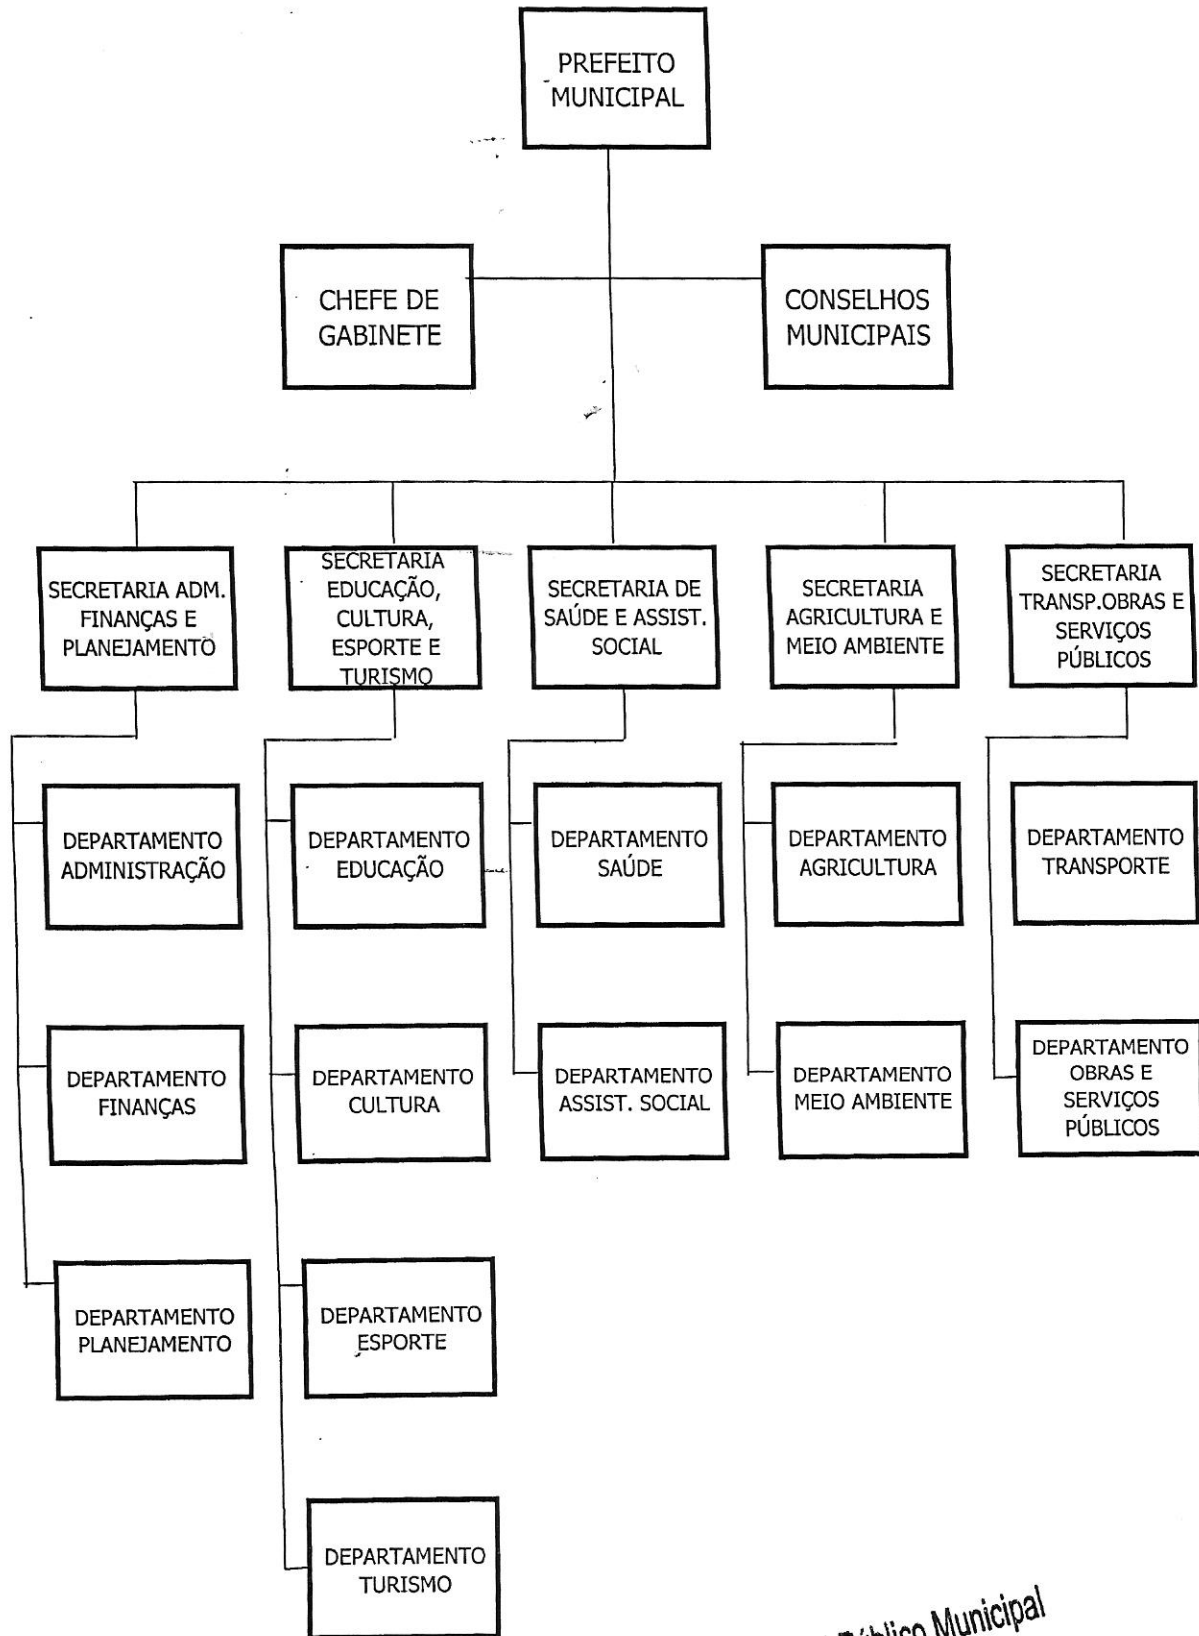 PREFEITO
MUNICIPAL
CHEFE DE
GABINETE
CONSELHOS
MUNICIPAIS
SECRETARIA ADM.
FINANÇAS E
PLANEJAMENTO
SECRETARIA
EDUCAÇÃO,
CULTURA,
ESPORTE E
TURISMO
SECRETARIA DE
SAÚDE E ASSIST.
SOCIAL
SECRETARIA
AGRICULTURA E
MEIO AMBIENTE
SECRETARIA
TRANSP.OBRAS E
SERVIÇOS
PÚBLICOS
DEPARTAMENTO
ADMINISTRAÇÃO
DEPARTAMENTO
EDUCAÇÃO
DEPARTAMENTO
SAÚDE
DEPARTAMENTO
AGRICULTURA
DEPARTAMENTO
TRANSPORTE
DEPARTAMENTO
FINANÇAS
DEPARTAMENTO
CULTURA
DEPARTAMENTO
ASSIST. SOCIAL
DEPARTAMENTO
MEIO AMBIENTE
DEPARTAMENTO
OBRAS E
SERVIÇOS
PÚBLICOS
DEPARTAMENTO
PLANEJAMENTO
DEPARTAMENTO
ESPORTE
DEPARTAMENTO
TURISMO
Público Municipal